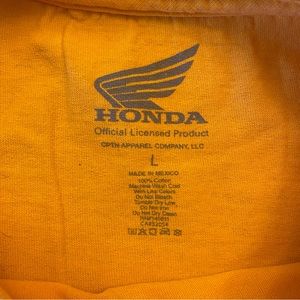 HONDA
Official Licensed Product
OPTN APPAREL COMPANY, LLC
L
MADE IN MEXICO
100% Cotton
Machine Wash Cold
With Like Colors
Do Not Bleach
Tumble Dry Low
Do Not Iron
Do Not Dry Clean